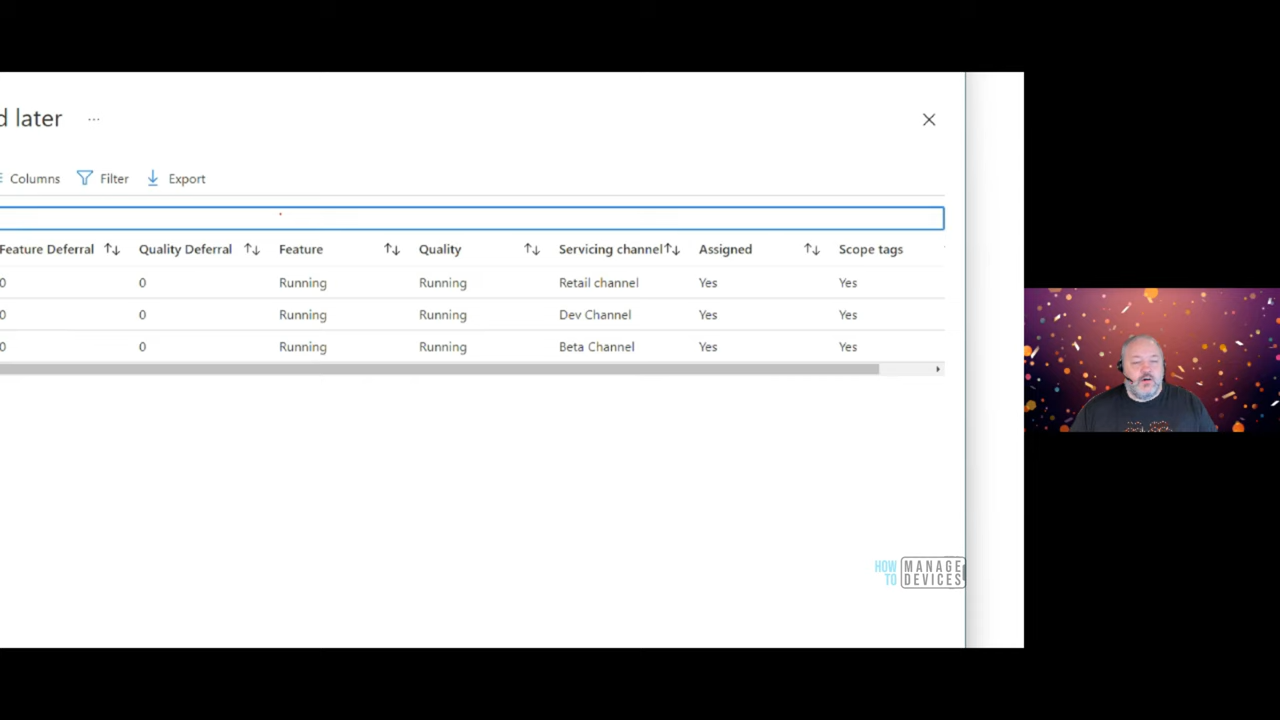 d later ...
Columns Filter Export
Feature Deferral Quality Deferral Feature Quality Servicing channel Assigned Scope tags
0 0 Running Running Retail channel Yes Yes
0 0 Running Running Dev Channel Yes Yes
0 0 Running Running Beta Channel Yes Yes
HOW TO MANAGE DEVICES